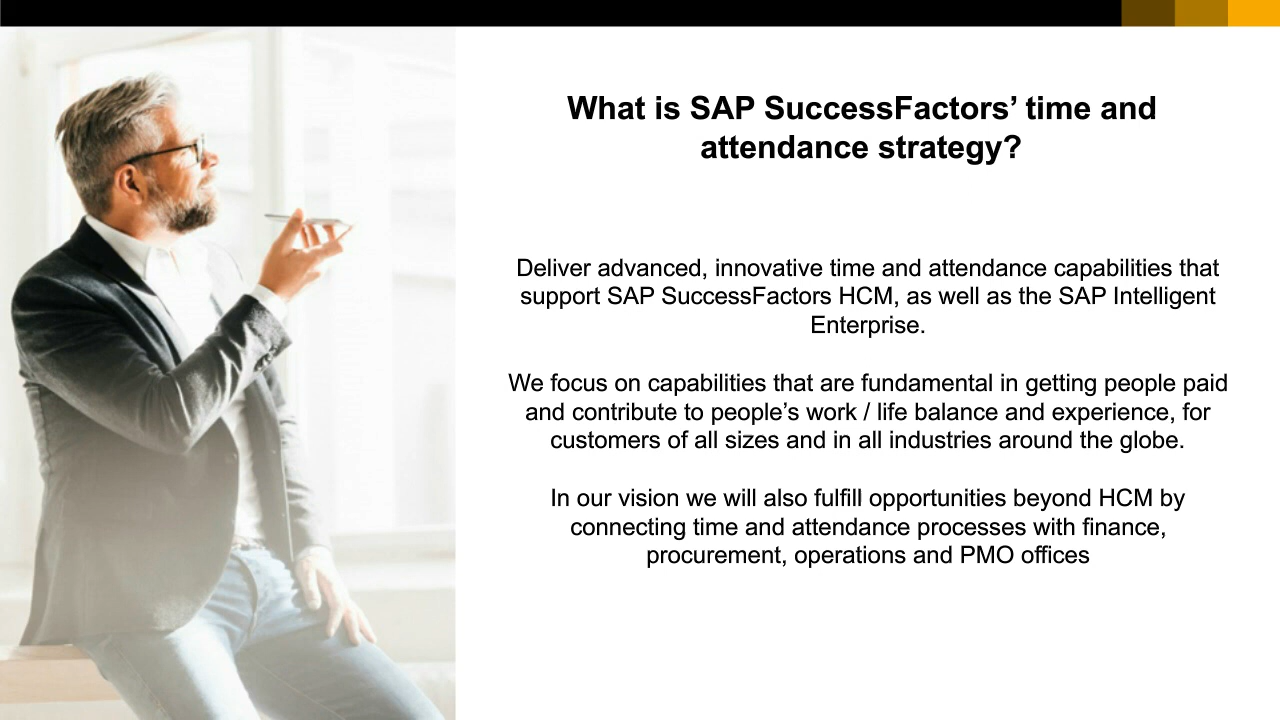 What is SAP SuccessFactors’ time and
attendance strategy?
Deliver advanced, innovative time and attendance capabilities that
support SAP SuccessFactors HCM, as well as the SAP Intelligent
Enterprise.
We focus on capabilities that are fundamental in getting people paid
and contribute to people’s work / life balance and experience, for
customers of all sizes and in all industries around the globe.
In our vision we will also fulfill opportunities beyond HCM by
connecting time and attendance processes with finance,
procurement, operations and PMO offices